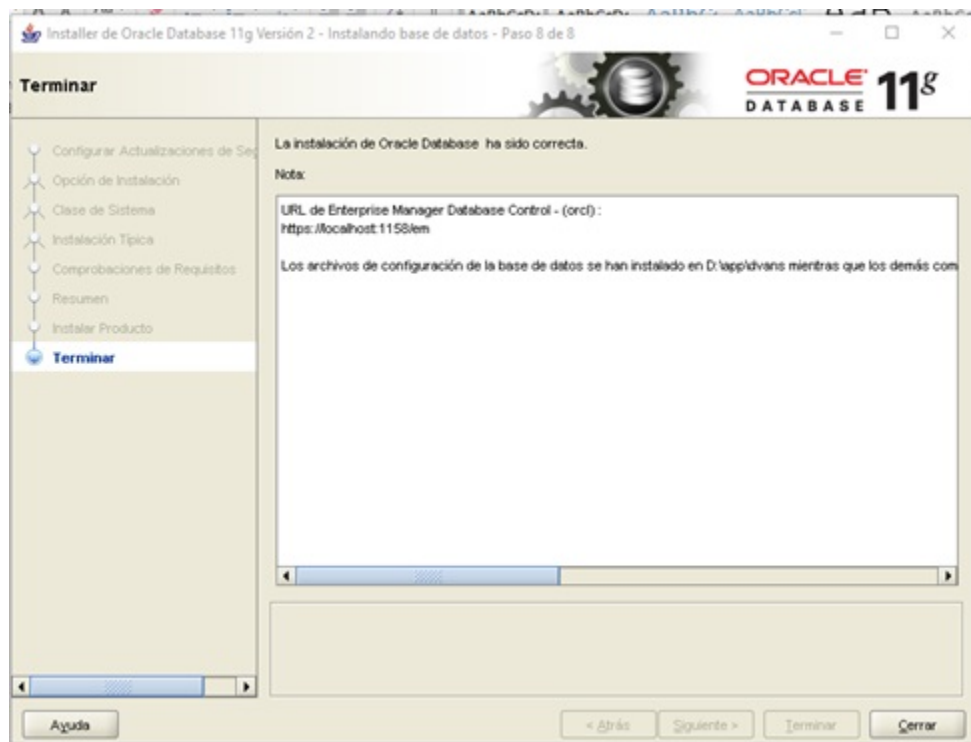 Installer de Oracle Database 11g Versión 2 - Instalando base de datos - Paso 8 de 8
Terminar
ORACLE
DATABASE
11g
Configurar Actualizaciones de Seg
Opción de Instalación
Clase de Sistema
Instalación Típica
Comprobaciones de Requisitos
Resumen
Instalar Producto
Terminar
La instalación de Oracle Database ha sido correcta.
Nota:
URL de Enterprise Manager Database Control - (orcl) :
https://localhost:1158/em
Los archivos de configuración de la base de datos se han instalado en D:\app\dvans mientras que los demás com
Ayuda
< Atrás
Siguiente >
Terminar
Cerrar